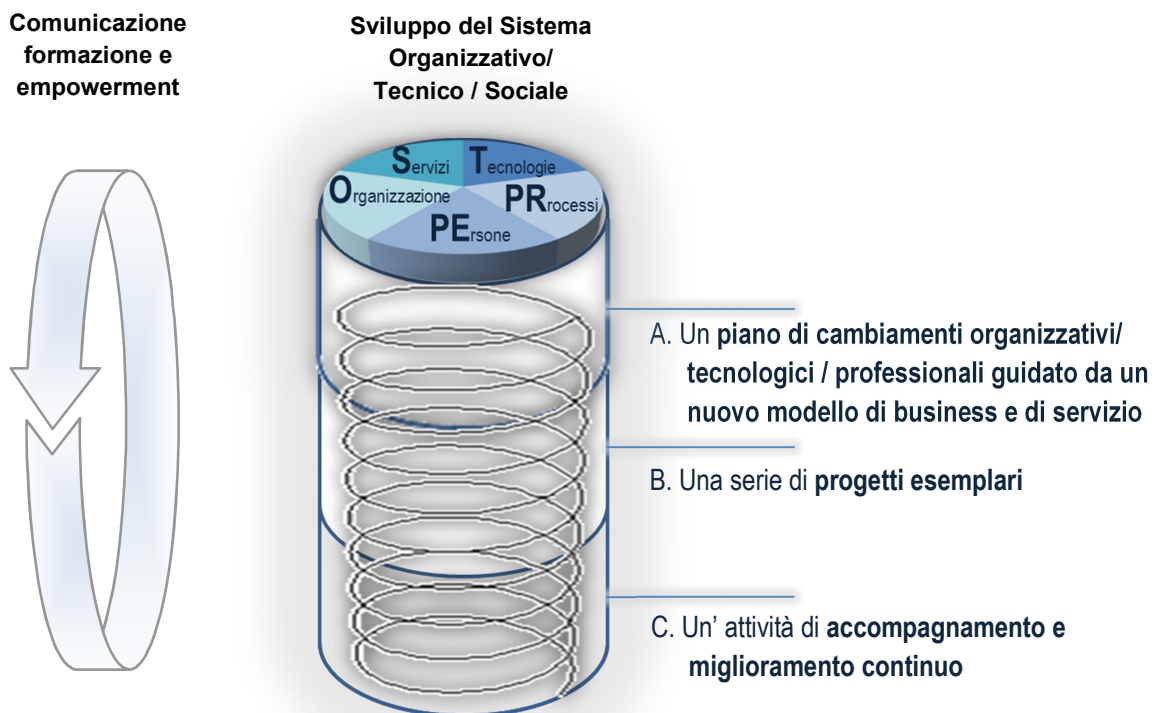 Comunicazione
formazione e
empowerment
Sviluppo del Sistema
Organizzativo/
Tecnico / Sociale
Servizi
Tecnologie
Organizzazione
PRrocessi
PErsone
A. Un piano di cambiamenti organizzativi/
tecnologici / professionali guidato da un
nuovo modello di business e di servizio
B. Una serie di progetti esemplari
C. Un' attività di accompagnamento e
miglioramento continuo